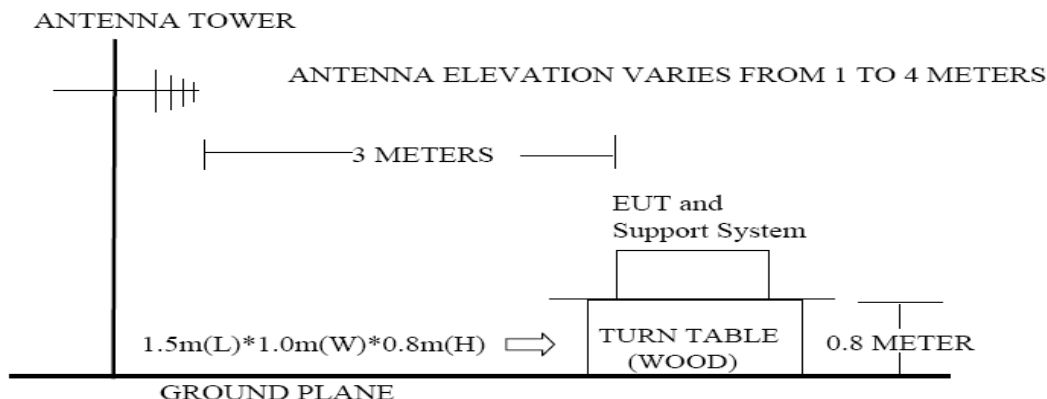 ANTENNA TOWER
ANTENNA ELEVATION VARIES FROM 1 TO 4 METERS
3 METERS
EUT and
Support System
1.5m(L)*1.0m(W)*0.8m(H)
TURN TABLE
(WOOD)
0.8 METER
GROUND PLANE